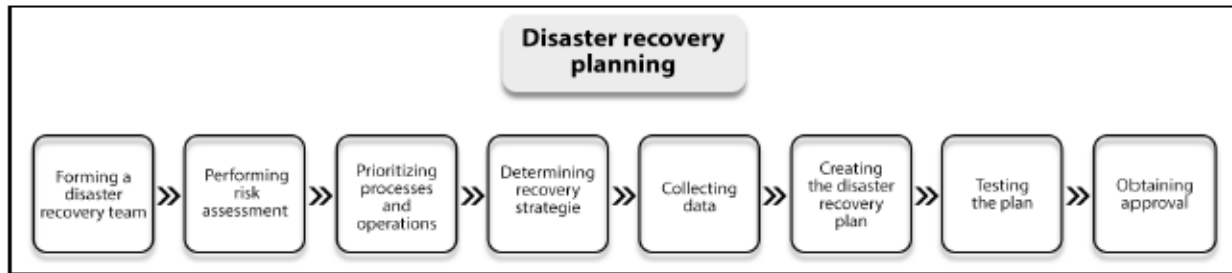 Disaster recovery
planning
Forming a
disaster
recovery team
Performing
risk
assessment
Prioritizing
processes
and
operations
Determining
recovery
strategie
Collecting
data
Creating
the disaster
recovery
plan
Testing
the plan
Obtaining
approval